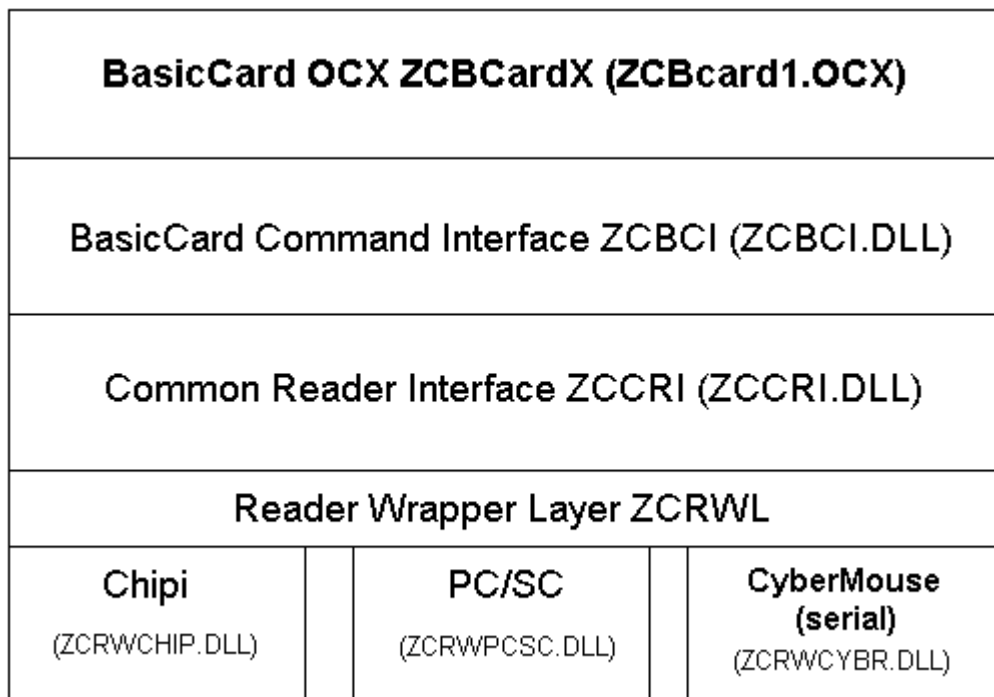 BasicCard OCX ZCBCardX (ZCBcard1.OCX)
BasicCard Command Interface ZCBCI (ZCBCI.DLL)
Common Reader Interface ZCCRI (ZCCRI.DLL)
Reader Wrapper Layer ZCRWL
Chipi
(ZCRWCHIP.DLL)
PC/SC
(ZCRWPCSC.DLL)
CyberMouse
(serial)
(ZCRWCYBR.DLL)